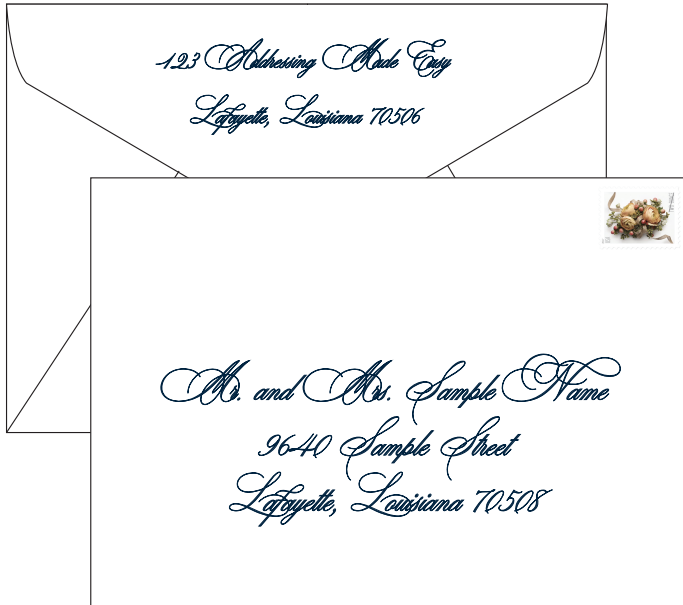 123 Addressing Made Easy
Lafayette, Louisiana 70506
Mr. and Mrs. Sample Name
9640 Sample Street
Lafayette, Louisiana 70508